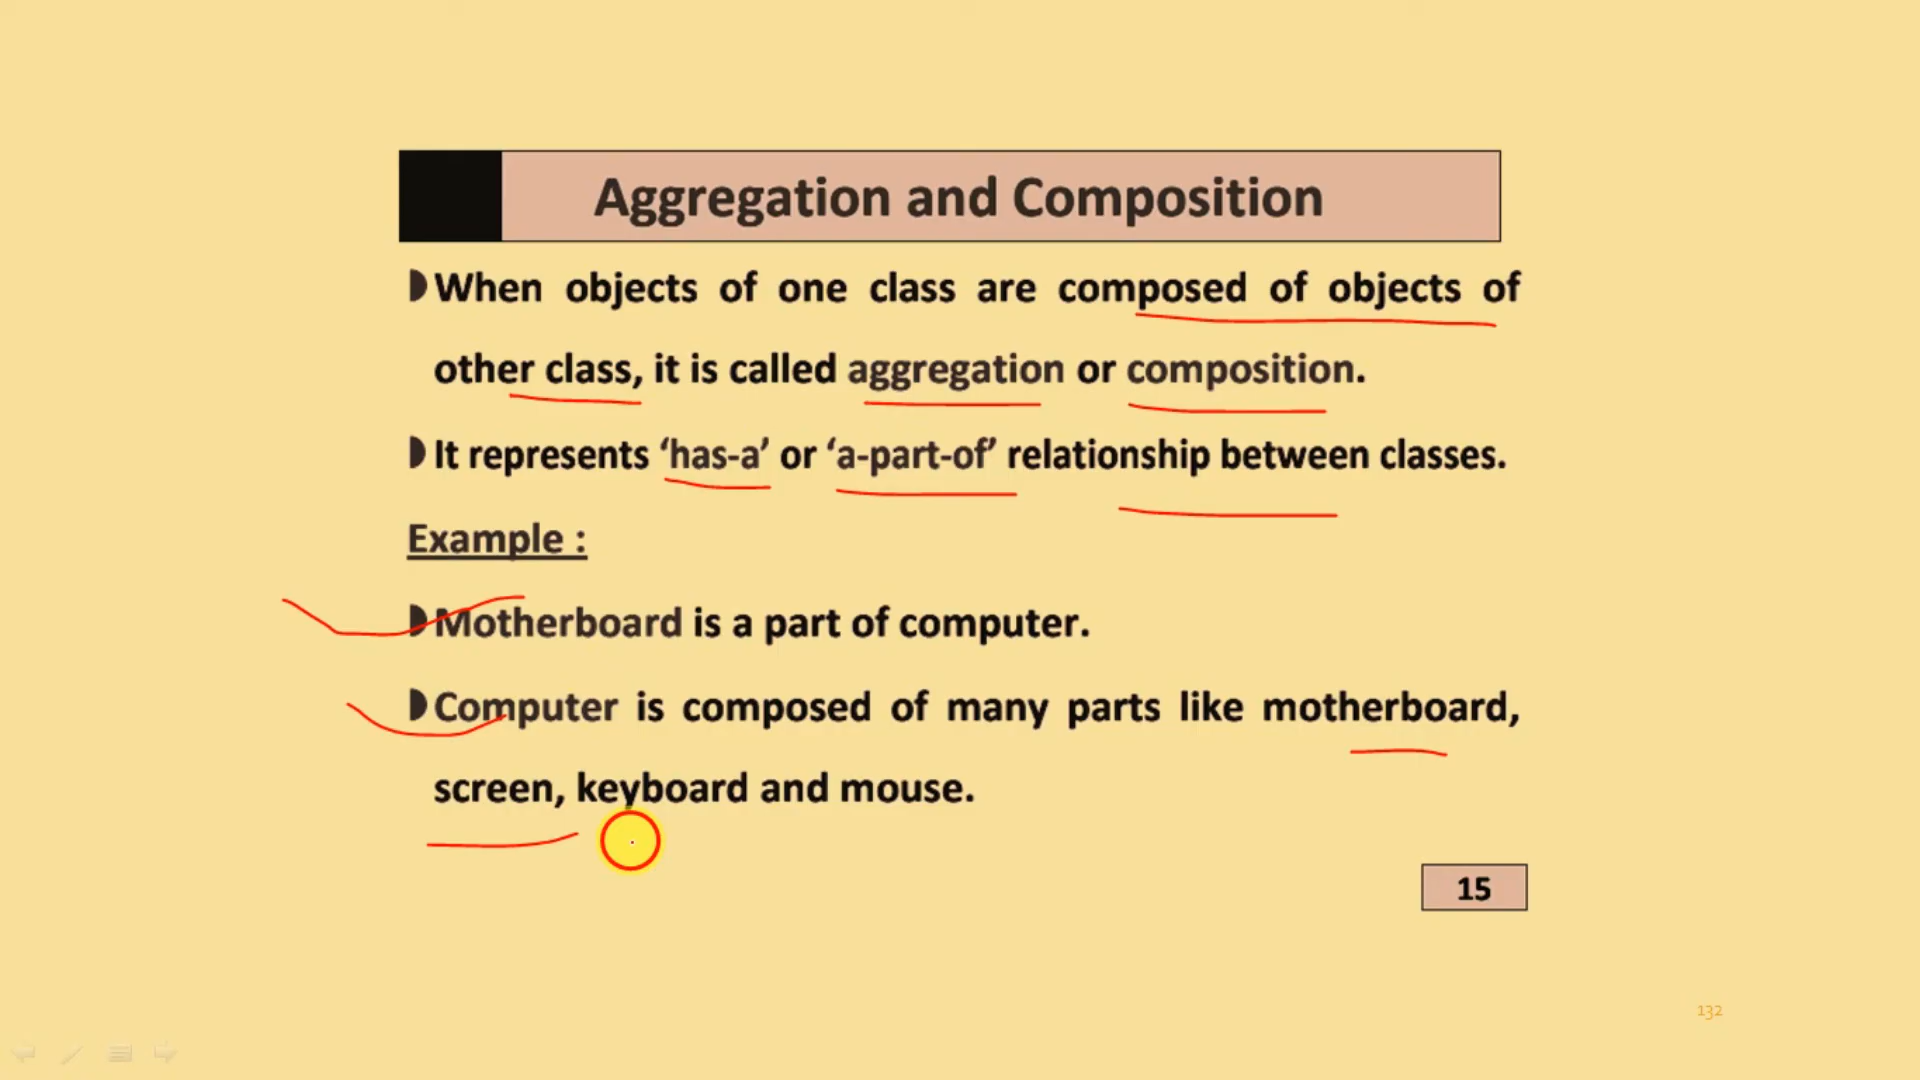 Aggregation and Composition
When objects of one class are composed of objects of
other class, it is called aggregation or composition.
It represents ‘has-a’ or ‘a-part-of’ relationship between classes.
Example :
Motherboard is a part of computer.
Computer is composed of many parts like motherboard,
screen, keyboard and mouse.
15
132